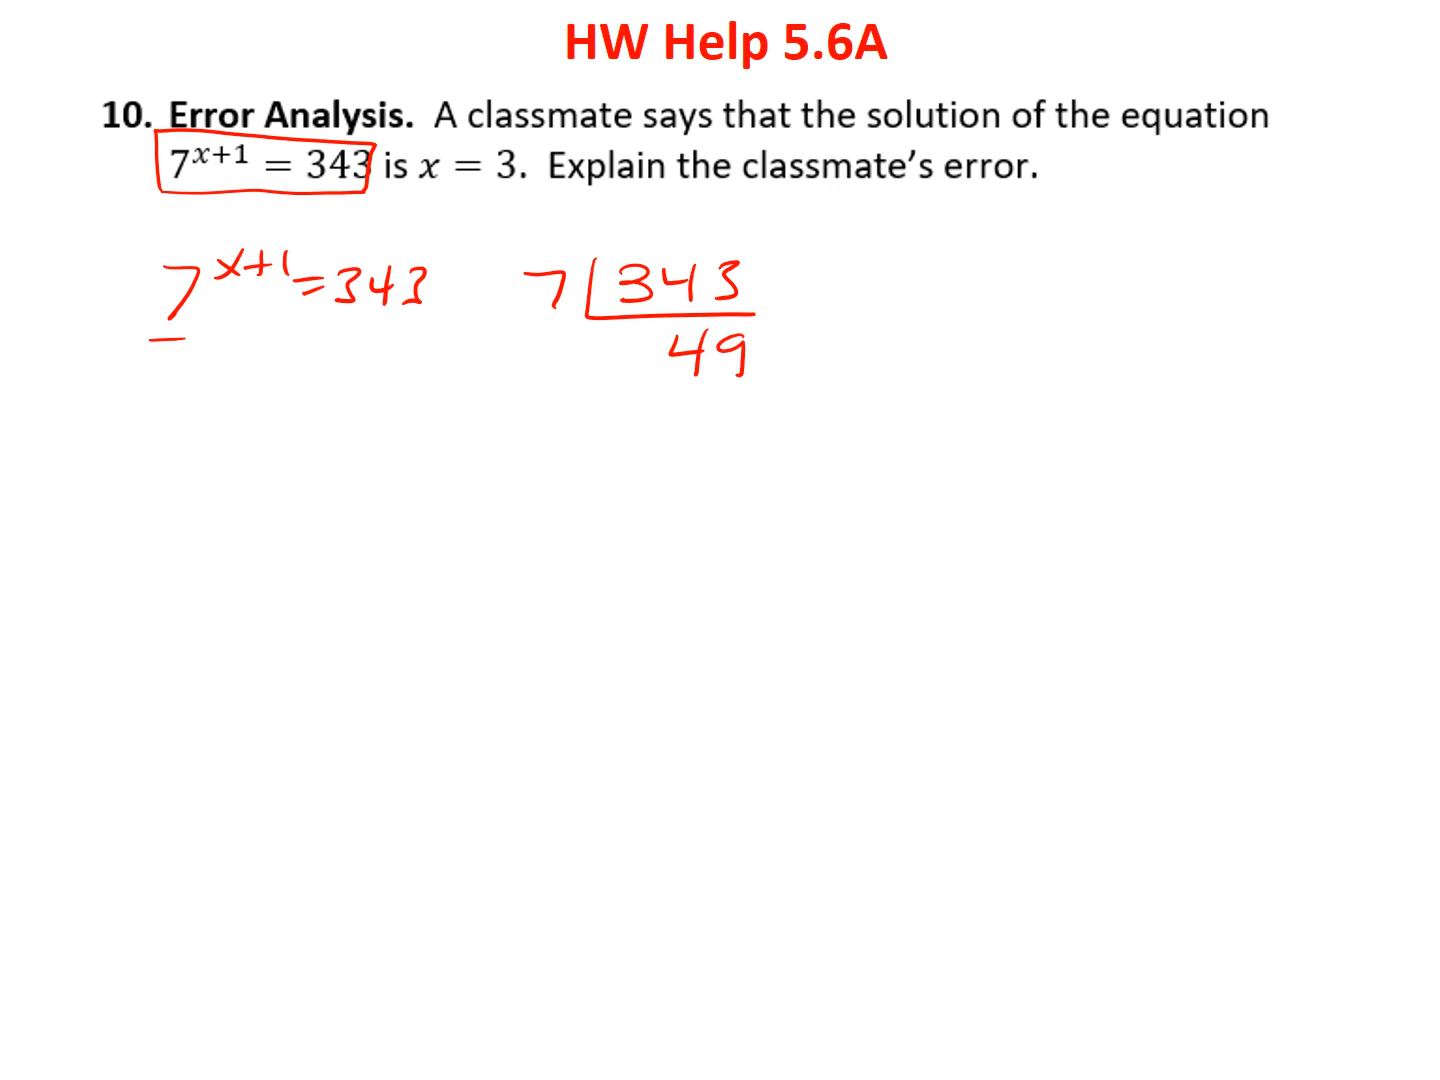 HW Help 5.6A
10. Error Analysis. A classmate says that the solution of the equation
7^{x+1} = 343 is x = 3. Explain the classmate's error.
7^{x+1} = 343 7 343
49